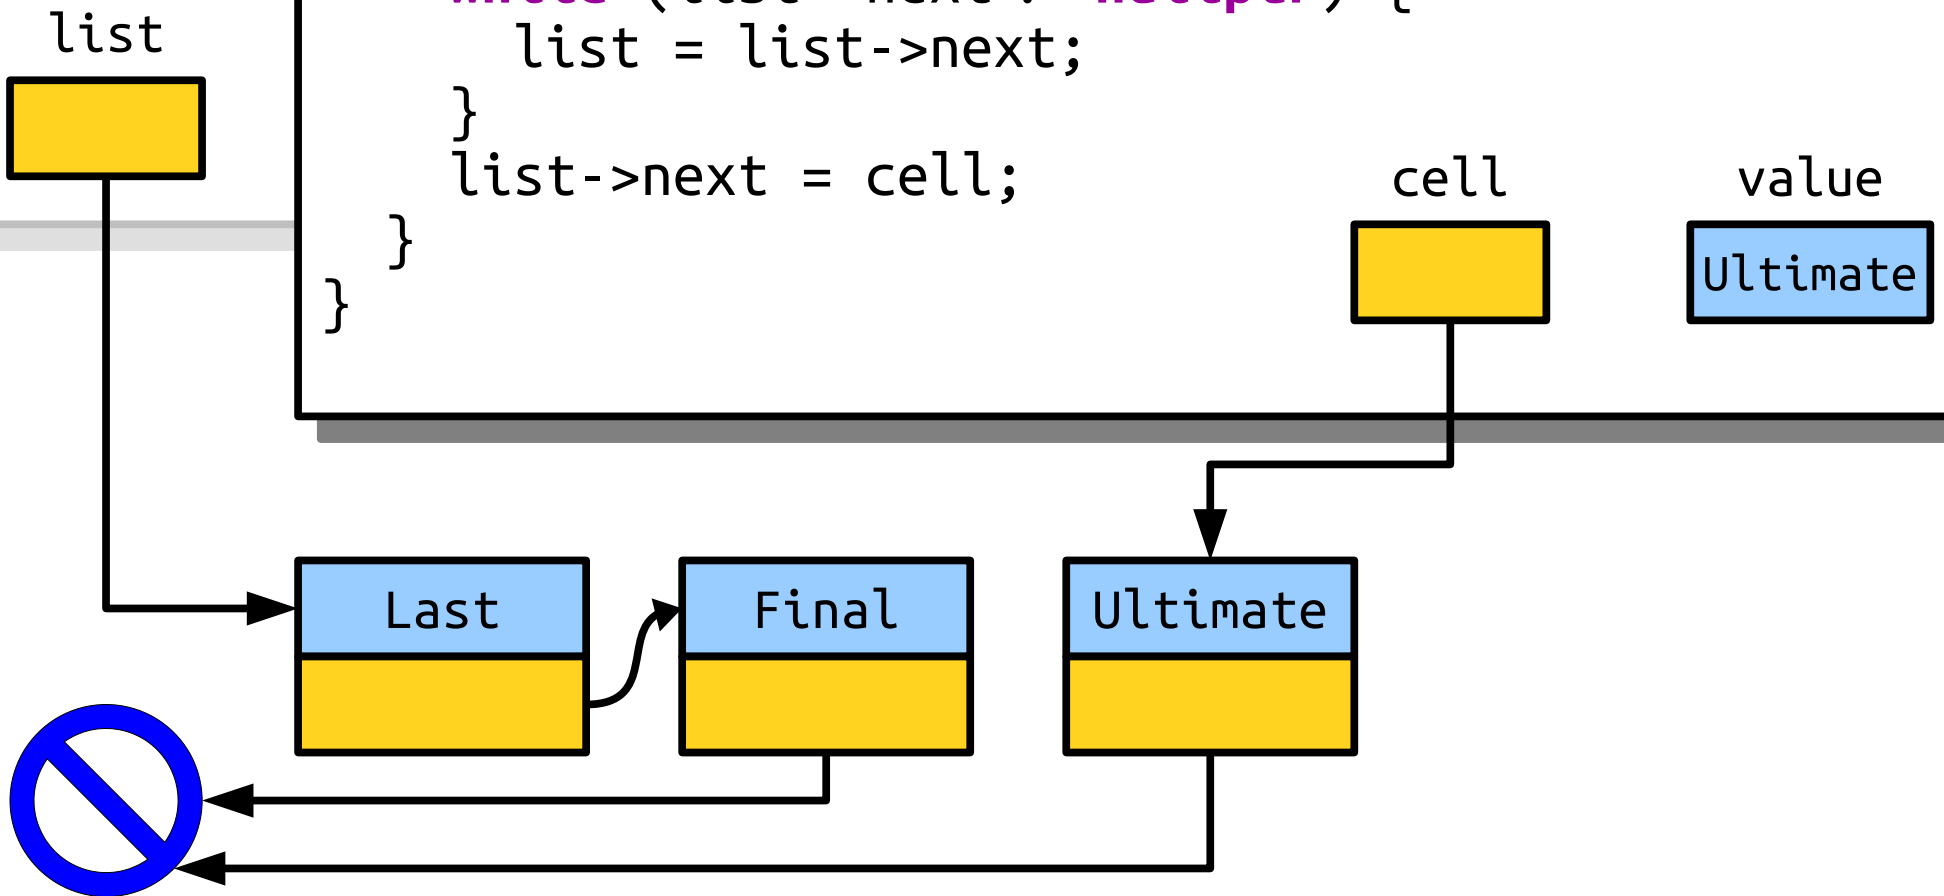 list
list = list->next;
}
list->next = cell;
}
}
cell
value
Ultimate
Last
Final
Ultimate